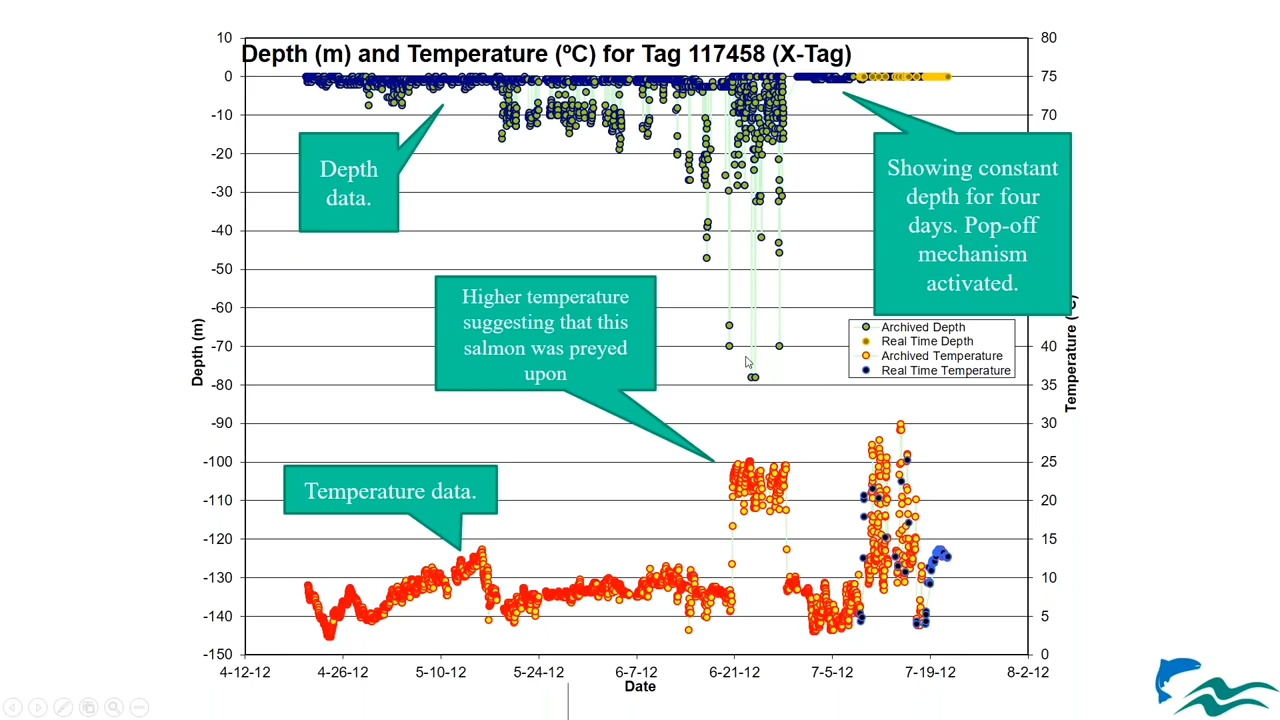 Depth (m) and Temperature (ºC) for Tag 117458 (X-Tag)
10
0
-10
-20
-30
-40
-50
-60
-70
-80
-90
-100
-110
-120
-130
-140
-150
Depth (m)
80
75
70
40
35
30
25
20
15
10
5
0
Temperature (
Depth
data.
Showing constant
depth for four
days. Pop-off
mechanism
activated.
Higher temperature
suggesting that this
salmon was preyed
upon
Temperature data.
Archived Depth
Real Time Depth
Archived Temperature
Real Time Temperature
4-12-12
4-26-12
5-10-12
5-24-12
6-7-12
6-21-12
7-5-12
7-19-12
8-2-12
Date